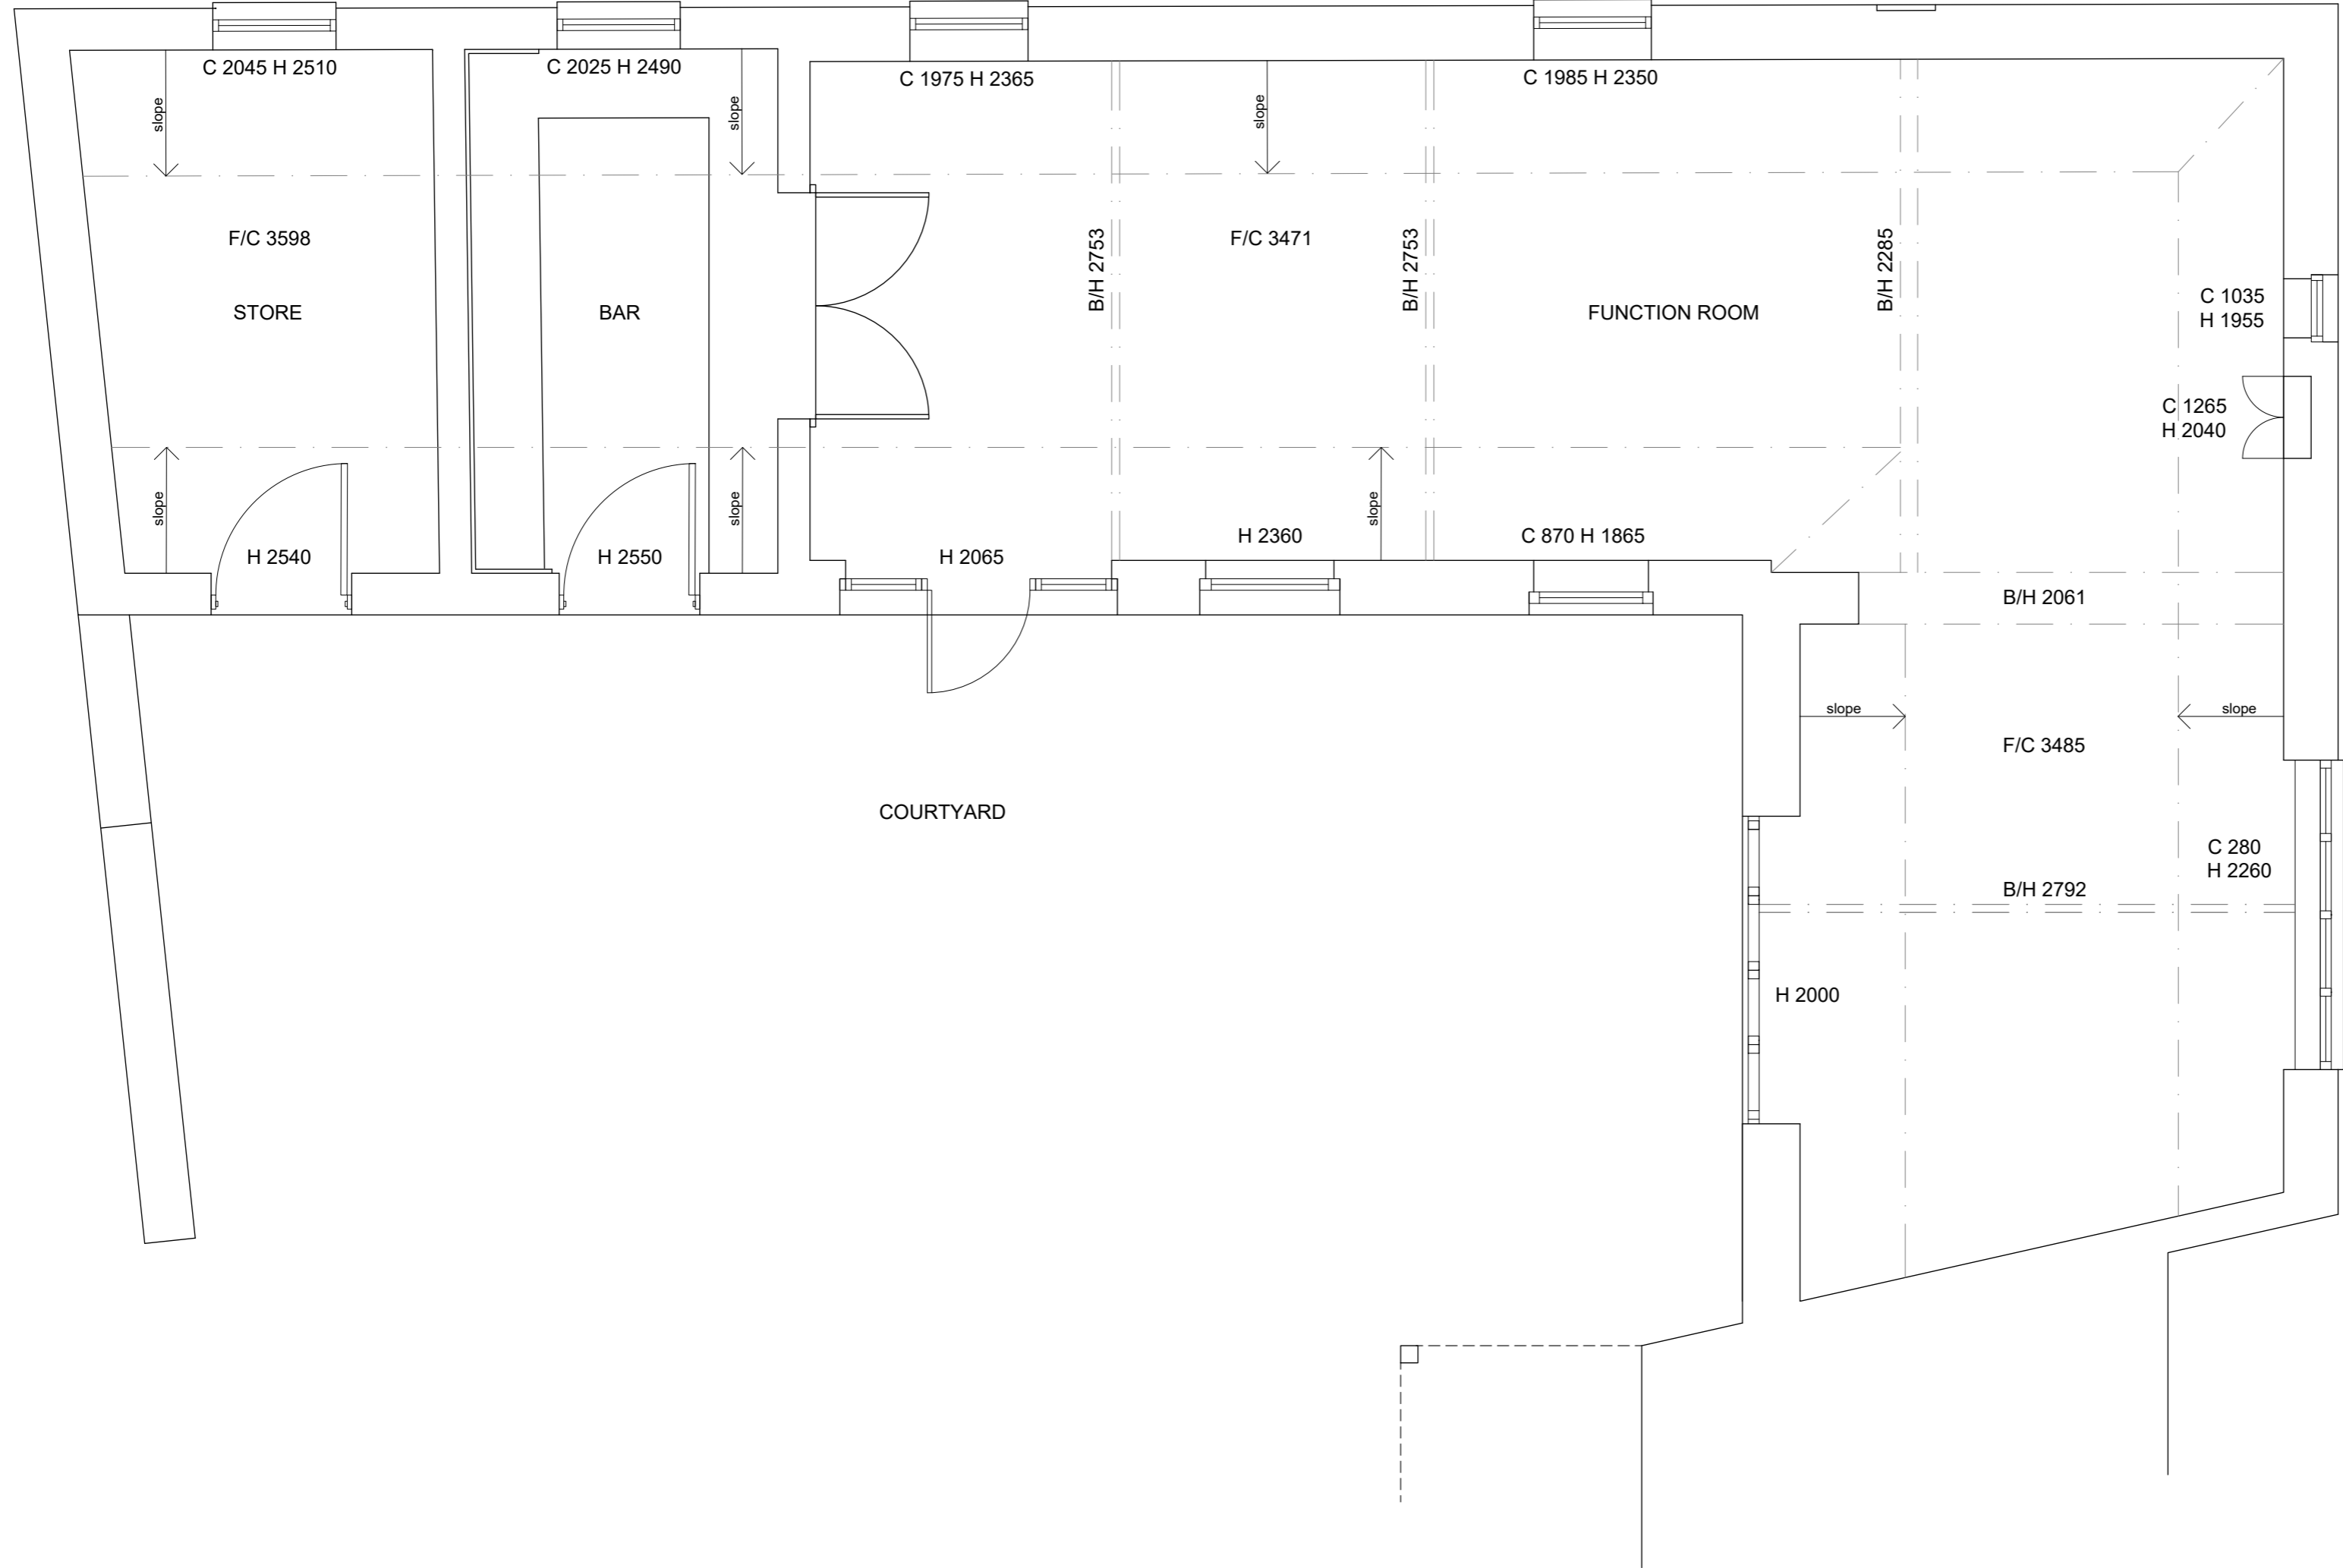 C 2045 H 2510
C 2025 H 2490
C 1975 H 2365
C 1985 H 2350
slope
slope
slope
F/C 3598
F/C 3471
B/H 2753
B/H 2753
B/H 2285
STORE
BAR
FUNCTION ROOM
C 1035
H 1955
C 1265
H 2040
slope
slope
slope
H 2540
H 2550
H 2065
H 2360
C 870 H 1865
B/H 2061
slope
slope
F/C 3485
COURTYARD
C 280
H 2260
B/H 2792
H 2000